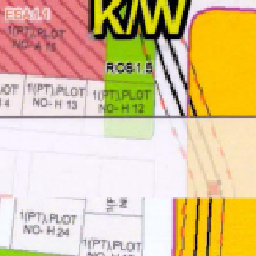 K/W
EBA1.1
1(PT).PLOT
NO- A 15
ROS1.5
1(PT).PLOT
NO- H 13
1(PT).PLOT
NO- H 12
1(PT).PLOT
NO- H 24
1(PT).PLOT